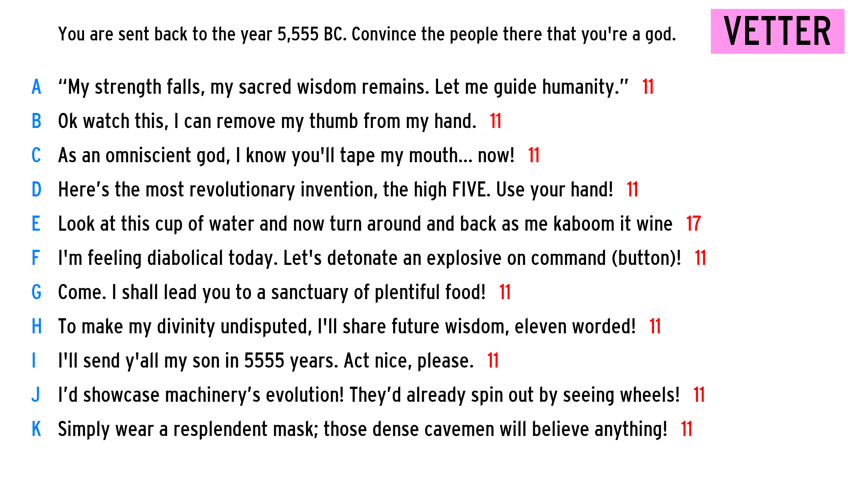 You are sent back to the year 5,555 BC. Convince the people there that you're a god.
VETTER
A “My strength falls, my sacred wisdom remains. Let me guide humanity.” 11
B Ok watch this, I can remove my thumb from my hand. 11
C As an omniscient god, I know you'll tape my mouth... now! 11
D Here’s the most revolutionary invention, the high FIVE. Use your hand! 11
E Look at this cup of water and now turn around and back as me kaboom it wine 17
F I'm feeling diabolical today. Let's detonate an explosive on command (button)! 11
G Come. I shall lead you to a sanctuary of plentiful food! 11
H To make my divinity undisputed, I'll share future wisdom, eleven worded! 11
I I'll send y'all my son in 5555 years. Act nice, please. 11
J I’d showcase machinery’s evolution! They’d already spin out by seeing wheels! 11
K Simply wear a resplendent mask; those dense cavemen will believe anything! 11